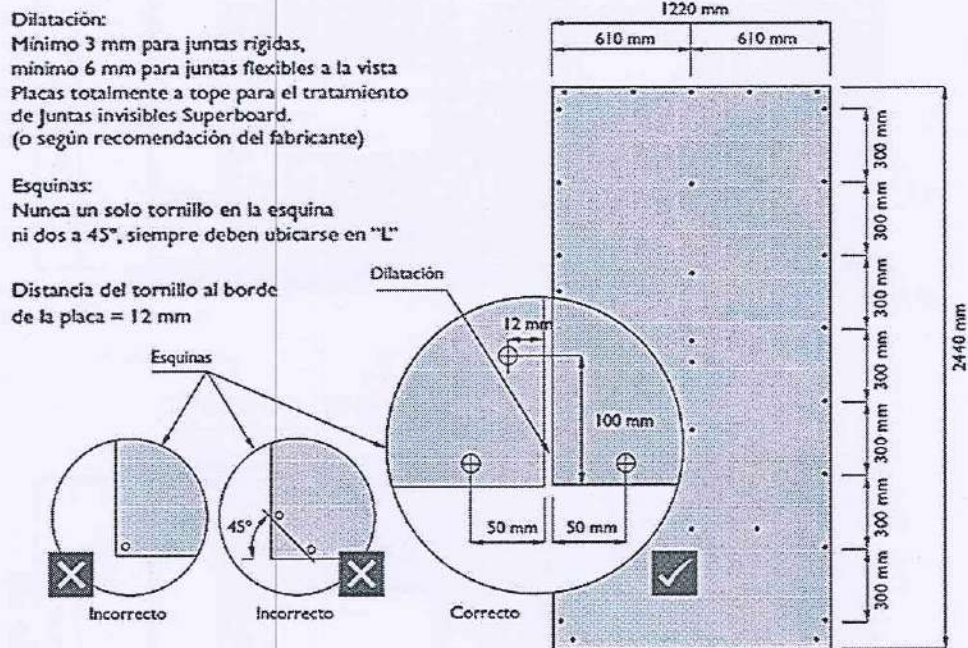 Dilatación:
Mínimo 3 mm para juntas rígidas,
mínimo 6 mm para juntas flexibles a la vista
Placas totalmente a tope para el tratamiento
de Juntas invisibles Superboard.
(o según recomendación del fabricante)
Esquinas:
Nunca un solo tornillo en la esquina
ni dos a 45°, siempre deben ubicarse en "L"
Distancia del tornillo al borde
de la placa = 12 mm
Esquinas
Dilatación
12 mm
100 mm
50 mm
50 mm
45°
Incorrecto
Incorrecto
Correcto
1220 mm
610 mm
610 mm
300 mm
300 mm
300 mm
300 mm
300 mm
300 mm
300 mm
2440 mm